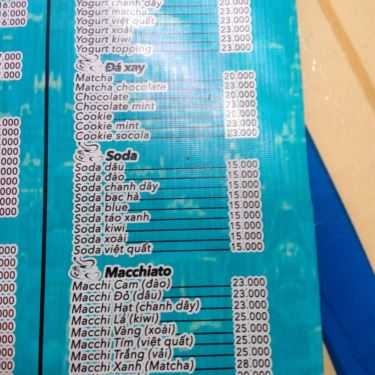 Yogurt chanh dây 23.000
Yogurt matcha 23.000
Yogurt việt quất 23.000
Yogurt xoài 23.000
Yogurt kiwi 23.000
Yogurt topping 23.000
Đá xay
Matcha 20.000
Matcha chocolate 23.000
Chocolate 20.000
Chocolate mint 23.000
Cookie 20.000
Cookie mint 23.000
Cookie socola 23.000
Soda
Soda dâu 15.000
Soda đào 15.000
Soda chanh dây 15.000
Soda bạc hà 15.000
Soda blue 15.000
Soda táo xanh 15.000
Soda kiwi 15.000
Soda xoài 15.000
Soda việt quất 15.000
Macchiato
Macchi Cam (đào) 23.000
Macchi Đỏ (dâu) 23.000
Macchi Hạt (chanh dây) 23.000
Macchi Lá (kiwi) 25.000
Macchi Vàng (xoài) 25.000
Macchi Tím (việt quất) 25.000
Macchi Trắng (vải) 25.000
Macchi Xanh (Matcha) 28.000